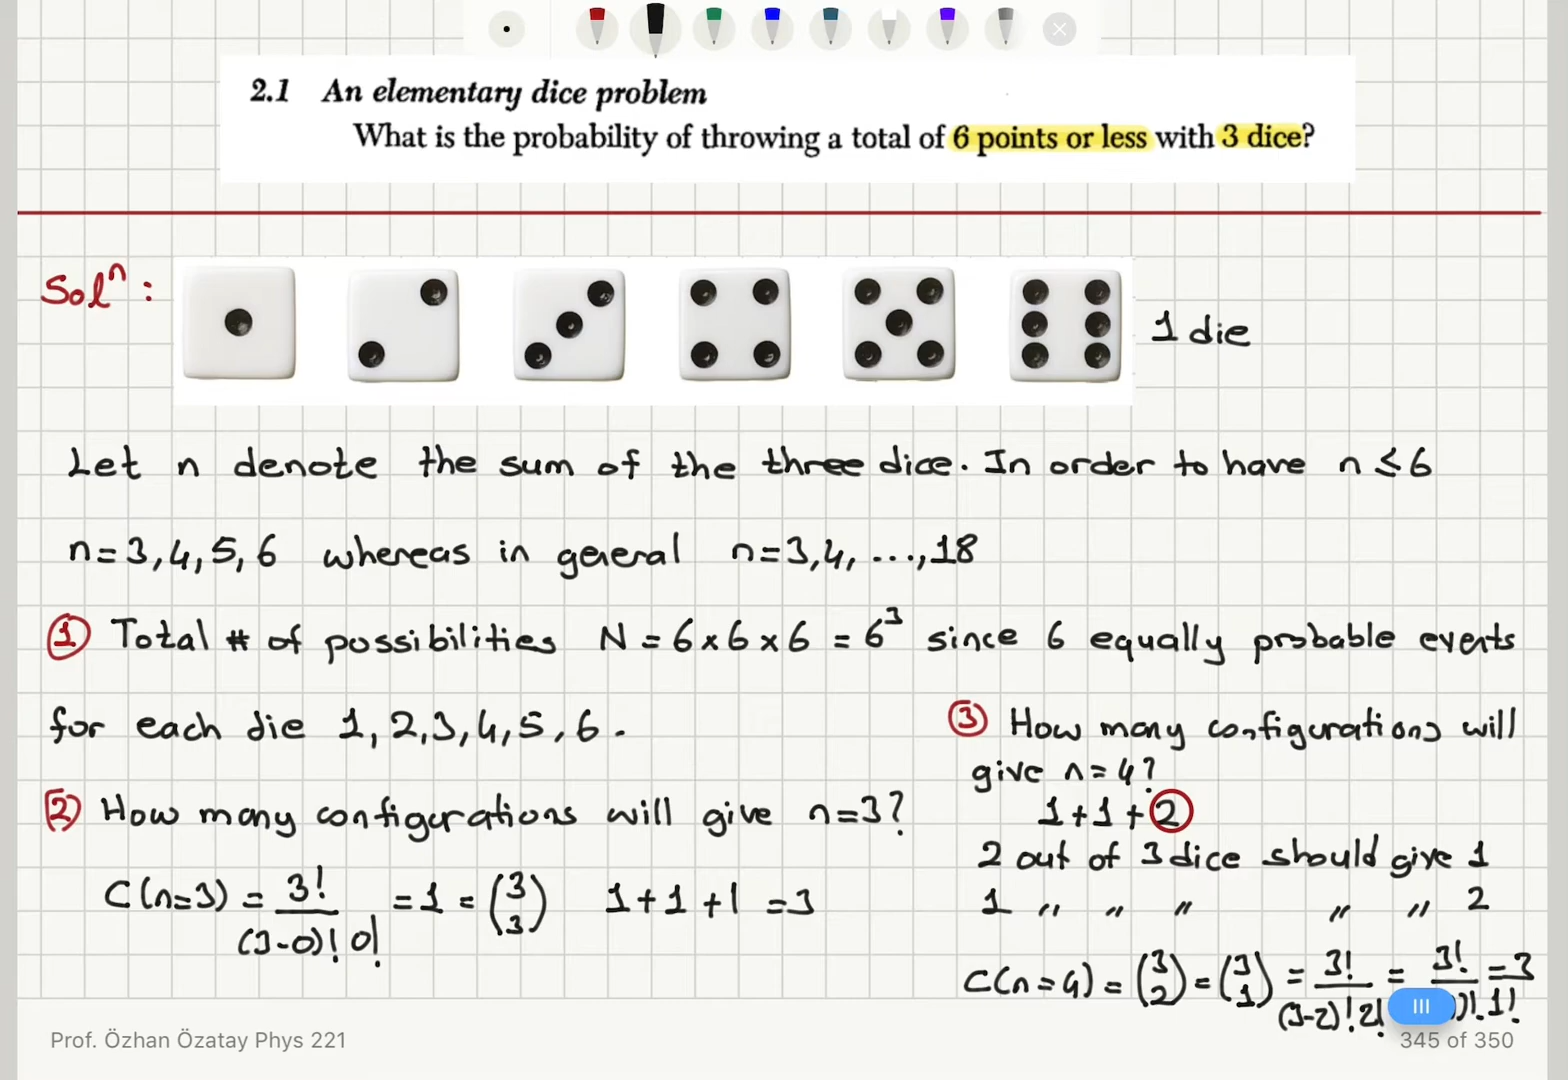 2.1 An elementary dice problem
What is the probability of throwing a total of 6 points or less with 3 dice?
Solⁿ :
1 die
Let n denote the sum of the three dice. In order to have n ≤ 6
n=3,4,5,6 whereas in general n=3,4, ...,18
① Total # of possibilities N = 6x6x6 = 6³ since 6 equally probable events
for each die 1,2,3,4,5,6.
② How many configurations will give n=3?
C(n=3) = 3!/(3-0)! 0! = 1 = (3 3) 1+1+1 =3
③ How many configurations will
give n=4?
1+1+②
2 out of 3 dice should give 1
1 〃 〃 〃 〃 〃 2
C(n=4) = (3 2) = (3 1) = 3!/(3-2)!2! = 3!/)!.1! = 3
Prof. Özhan Özatay Phys 221
345 of 350